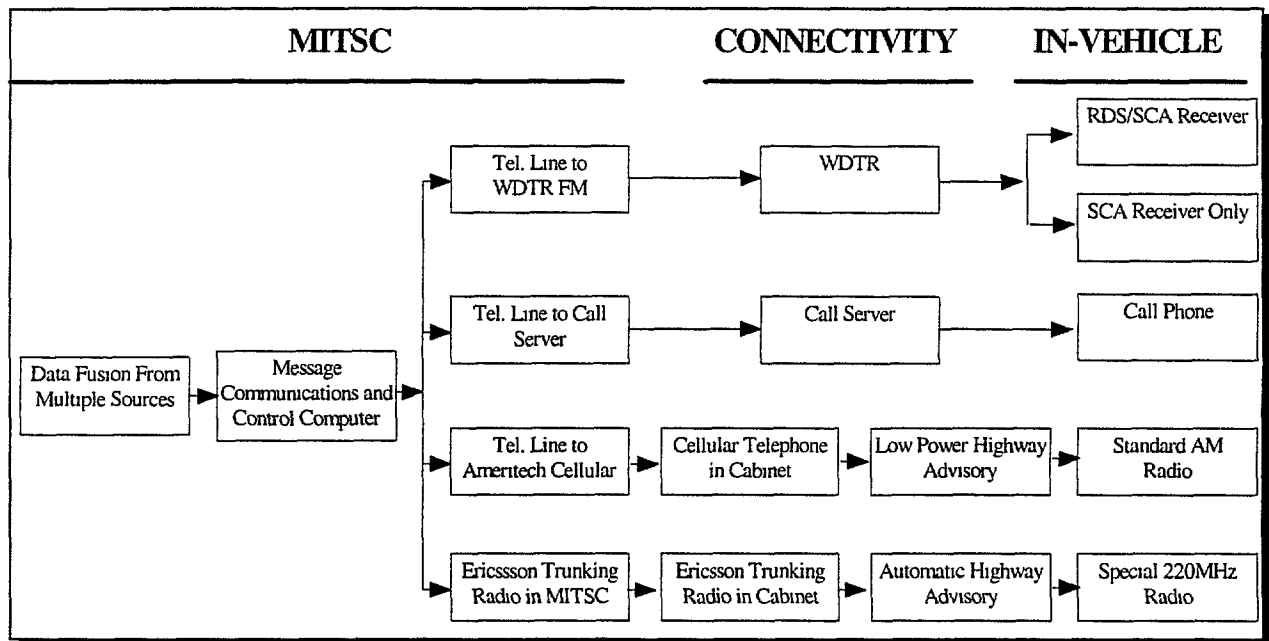 MITSC
CONNECTIVITY
IN-VEHICLE
RDS/SCA Receiver
Tel. Line to
WDTR FM
WDTR
SCA Receiver Only
Tel. Line to Call
Server
Call Server
Call Phone
Data Fusion From
Multiple Sources
Message
Communications and
Control Computer
Tel. Line to
Ameritech Cellular
Cellular Telephone
in Cabinet
Low Power Highway
Advisory
Standard AM
Radio
Ericssson Trunking
Radio in MITSC
Ericsson Trunking
Radio in Cabinet
Automatic Highway
Advisory
Special 220MHz
Radio